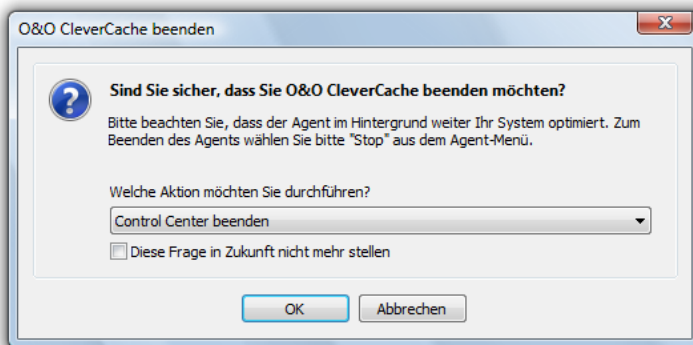 O&O CleverCache beenden
Sind Sie sicher, dass Sie O&O CleverCache beenden möchten?
Bitte beachten Sie, dass der Agent im Hintergrund weiter Ihr System optimiert. Zum
Beenden des Agents wählen Sie bitte "Stop" aus dem Agent-Menü.
Welche Aktion möchten Sie durchführen?
Control Center beenden
Diese Frage in Zukunft nicht mehr stellen
OK Abbrechen